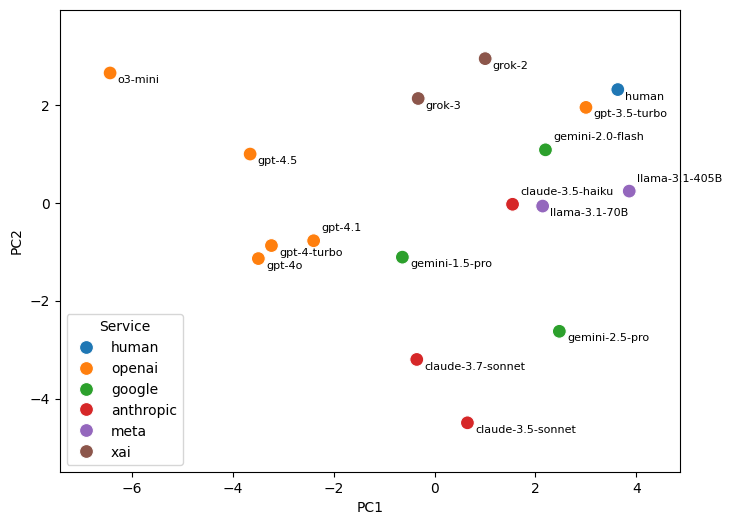 o3-mini
grok-2
human
grok-3
gpt-3.5-turbo
gemini-2.0-flash
gpt-4.5
llama-3.1-405B
claude-3.5-haiku
llama-3.1-70B
gpt-4.1
gpt-4-turbo
gpt-4o
gemini-1.5-pro
gemini-2.5-pro
claude-3.7-sonnet
claude-3.5-sonnet
Service
human
openai
google
anthropic
meta
xai
PC2
2
0
−2
−4
−6
−4
−2
0
2
4
PC1